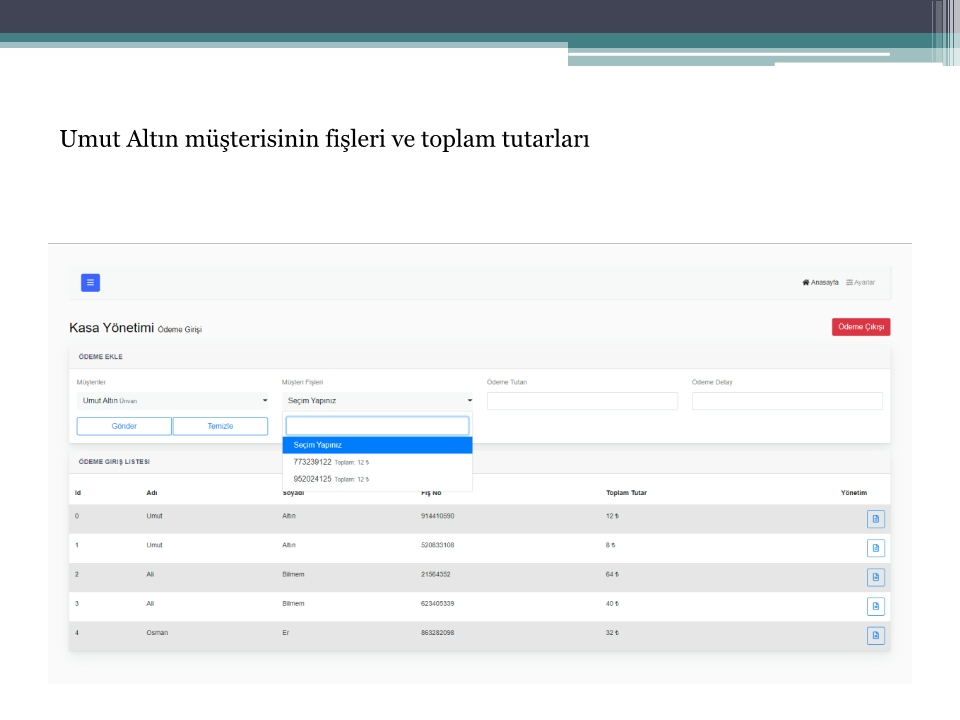 Umut Altın müşterisinin fişleri ve toplam tutarları
Anasayfa Ayarlar
Kasa Yönetimi Ödeme Girişi
Ödeme Çıkışı
ÖDEME EKLE
Müşteriler Müşteri Fişleri Ödeme Tutarı Ödeme Detay
Umut Altın Ünvan Seçim Yapınız
Gönder Temizle
Seçim Yapınız
ÖDEME GİRİŞ LİSTESİ
773239122 Toplam: 12 ₺
952024125 Toplam: 12 ₺
Id Adı Soyadı Fiş No Toplam Tutar Yönetim
0 Umut Altın 914410590 12 ₺
1 Umut Altın 520833108 8 ₺
2 Ali Bilmem 21564352 64 ₺
3 Ali Bilmem 623405339 40 ₺
4 Osman Er 863282098 32 ₺